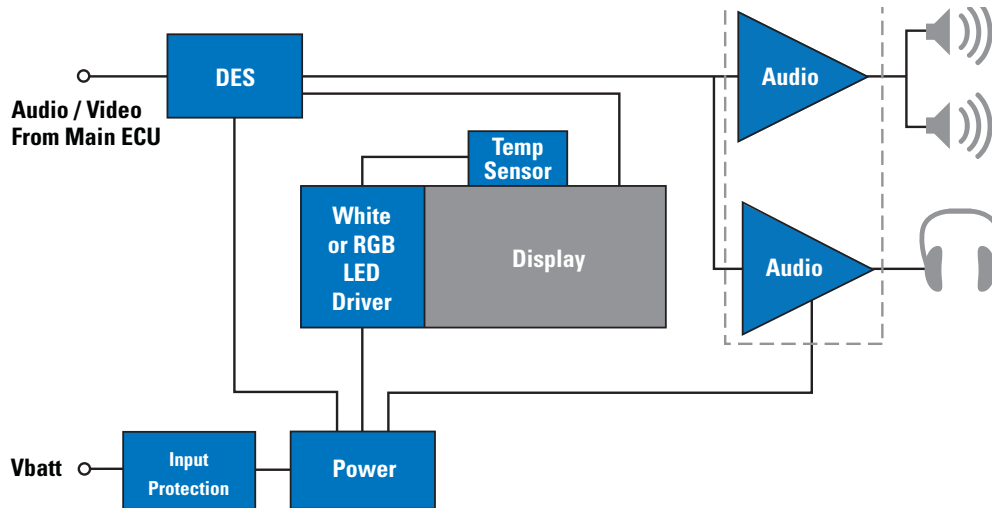 DES
Audio / Video
From Main ECU
Audio
Temp
Sensor
White
or RGB
LED
Driver
Display
Audio
Vbatt
Input
Protection
Power